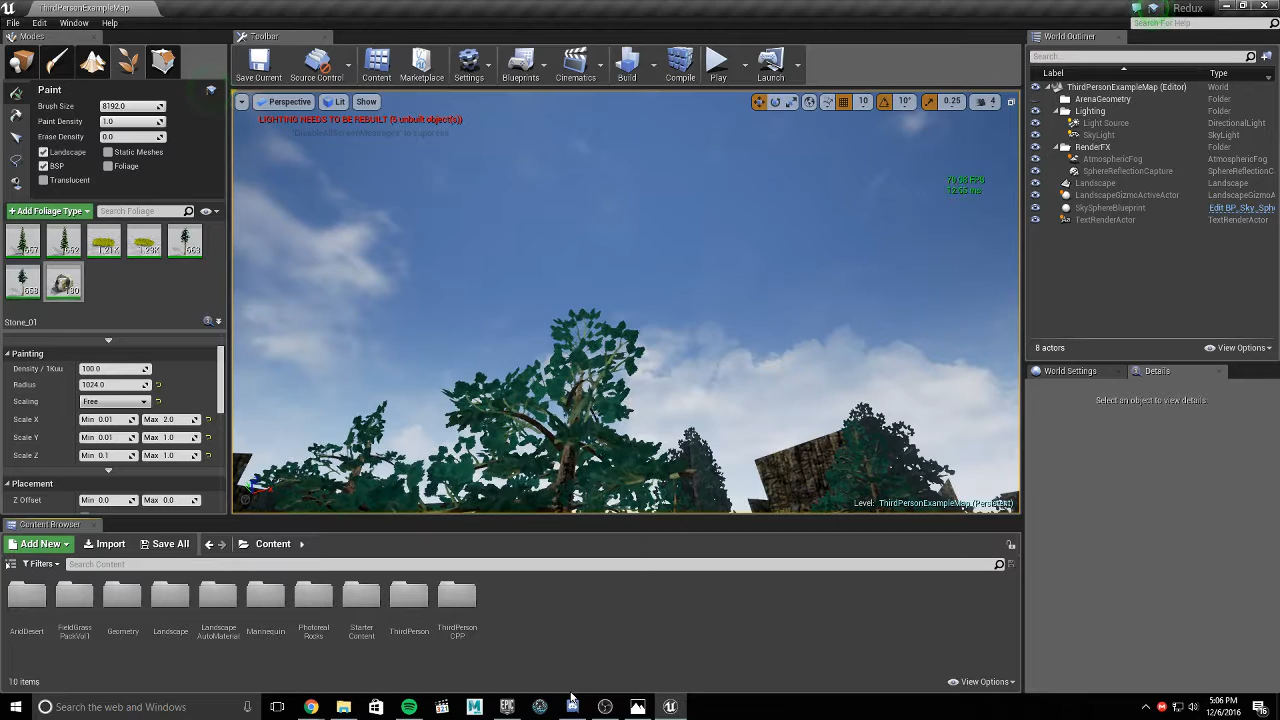 ThirdPersonExampleMap
Redux
File Edit Window Help
Search For Help
Modes
Toolbar
World Outliner
Save Current
Source Control
Content
Marketplace
Settings
Blueprints
Cinematics
Build
Compile
Play
Launch
Search...
Label Type
ThirdPersonExampleMap (Editor) World
ArenaGeometry Folder
Lighting Folder
Light Source DirectionalLight
SkyLight SkyLight
RenderFX Folder
AtmosphericFog AtmosphericFog
SphereReflectionCapture SphereReflectionC
Landscape Landscape
LandscapeGizmoActiveActor LandscapeGizmoA
SkySphereBlueprint Edit BP_Sky_Sphe
TextRenderActor TextRenderActor
8 actors
View Options
World Settings
Details
Select an object to view details.
Paint
Brush Size 8192.0
Paint Density 1.0
Erase Density 0.0
Landscape Static Meshes
BSP Foliage
Translucent
+Add Foliage Type
Search Foliage
Stone_01
Painting
Density / 1Kuu 100.0
Radius 1024.0
Scaling Free
Scale X Min 0.01 Max 2.0
Scale Y Min 0.01 Max 1.0
Scale Z Min 0.1 Max 1.0
Placement
Z Offset Min 0.0 Max 0.0
Perspective
Lit
Show
10
10°
0.25
4
LIGHTING NEEDS TO BE REBUILT (5 unbuilt object(s))
'DisableAllScreenMessages' to suppress
Level: ThirdPersonExampleMap (Persistent)
Content Browser
Add New
Import
Save All
Content
Filters
Search Content
AridDesert
FieldGrass
PackVol1
Geometry
Landscape
Landscape
AutoMaterial
Mannequin
Photoreal
Rocks
Starter
Content
ThirdPerson
ThirdPerson
CPP
10 items
View Options
Search the web and Windows
5:06 PM
12/6/2016